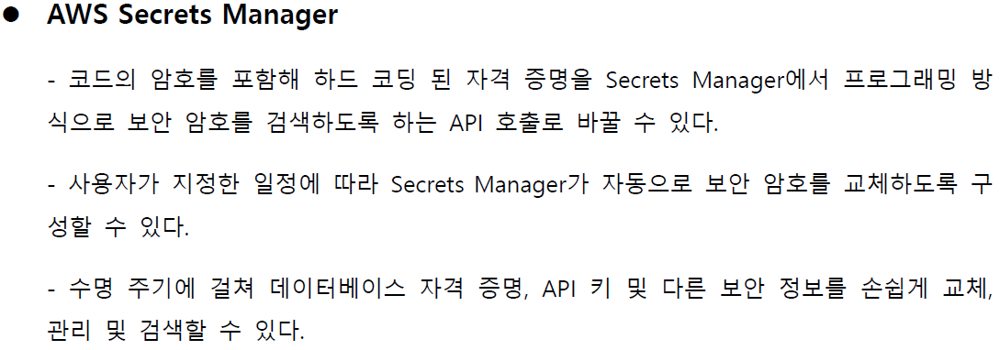 ● AWS Secrets Manager
- 코드의 암호를 포함해 하드 코딩 된 자격 증명을 Secrets Manager에서 프로그래밍 방
식으로 보안 암호를 검색하도록 하는 API 호출로 바꿀 수 있다.
- 사용자가 지정한 일정에 따라 Secrets Manager가 자동으로 보안 암호를 교체하도록 구
성할 수 있다.
- 수명 주기에 걸쳐 데이터베이스 자격 증명, API 키 및 다른 보안 정보를 손쉽게 교체,
관리 및 검색할 수 있다.